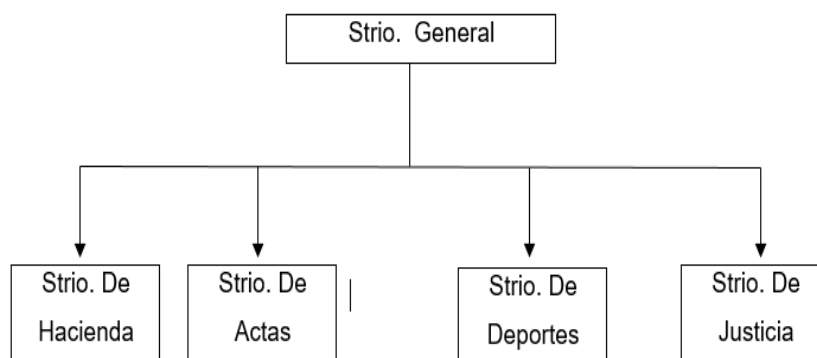 Strio. General
Strio. De
Hacienda
Strio. De
Actas
Strio. De
Deportes
Strio. De
Justicia